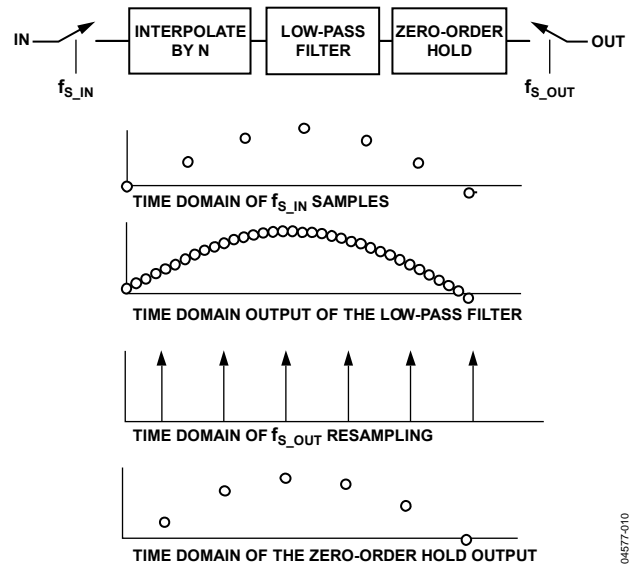 IN
INTERPOLATE
BY N
LOW-PASS
FILTER
ZERO-ORDER
HOLD
OUT
fS_IN
fS_OUT
TIME DOMAIN OF fS_IN SAMPLES
TIME DOMAIN OUTPUT OF THE LOW-PASS FILTER
TIME DOMAIN OF fS_OUT RESAMPLING
TIME DOMAIN OF THE ZERO-ORDER HOLD OUTPUT
04577-010